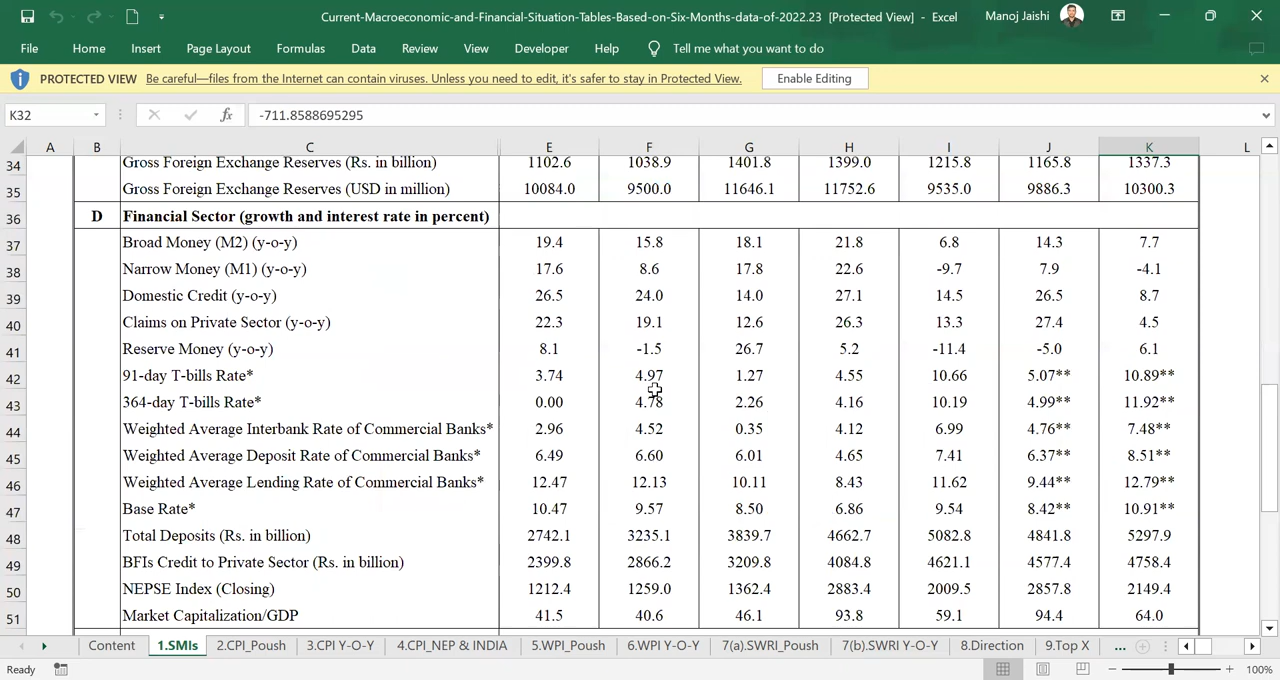 Current-Macroeconomic-and-Financial-Situation-Tables-Based-on-Six-Months-data-of-2022.23 [Protected View] - Excel Manoj Jaishi
File Home Insert Page Layout Formulas Data Review View Developer Help Tell me what you want to do
PROTECTED VIEW Be careful—files from the Internet can contain viruses. Unless you need to edit, it's safer to stay in Protected View. Enable Editing
K32 fx -711.8588695295
A B C E F G H I J K L
34 Gross Foreign Exchange Reserves (Rs. in billion) 1102.6 1038.9 1401.8 1399.0 1215.8 1165.8 1337.3
35 Gross Foreign Exchange Reserves (USD in million) 10084.0 9500.0 11646.1 11752.6 9535.0 9886.3 10300.3
36 D Financial Sector (growth and interest rate in percent)
37 Broad Money (M2) (y-o-y) 19.4 15.8 18.1 21.8 6.8 14.3 7.7
38 Narrow Money (M1) (y-o-y) 17.6 8.6 17.8 22.6 -9.7 7.9 -4.1
39 Domestic Credit (y-o-y) 26.5 24.0 14.0 27.1 14.5 26.5 8.7
40 Claims on Private Sector (y-o-y) 22.3 19.1 12.6 26.3 13.3 27.4 4.5
41 Reserve Money (y-o-y) 8.1 -1.5 26.7 5.2 -11.4 -5.0 6.1
42 91-day T-bills Rate* 3.74 4.97 1.27 4.55 10.66 5.07** 10.89**
43 364-day T-bills Rate* 0.00 4.78 2.26 4.16 10.19 4.99** 11.92**
44 Weighted Average Interbank Rate of Commercial Banks* 2.96 4.52 0.35 4.12 6.99 4.76** 7.48**
45 Weighted Average Deposit Rate of Commercial Banks* 6.49 6.60 6.01 4.65 7.41 6.37** 8.51**
46 Weighted Average Lending Rate of Commercial Banks* 12.47 12.13 10.11 8.43 11.62 9.44** 12.79**
47 Base Rate* 10.47 9.57 8.50 6.86 9.54 8.42** 10.91**
48 Total Deposits (Rs. in billion) 2742.1 3235.1 3839.7 4662.7 5082.8 4841.8 5297.9
49 BFIs Credit to Private Sector (Rs. in billion) 2399.8 2866.2 3209.8 4084.8 4621.1 4577.4 4758.4
50 NEPSE Index (Closing) 1212.4 1259.0 1362.4 2883.4 2009.5 2857.8 2149.4
51 Market Capitalization/GDP 41.5 40.6 46.1 93.8 59.1 94.4 64.0
Content 1.SMIs 2.CPI_Poush 3.CPI Y-O-Y 4.CPI_NEP & INDIA 5.WPI_Poush 6.WPI Y-O-Y 7(a).SWRI_Poush 7(b).SWRI Y-O-Y 8.Direction 9.Top X ...
Ready 100%